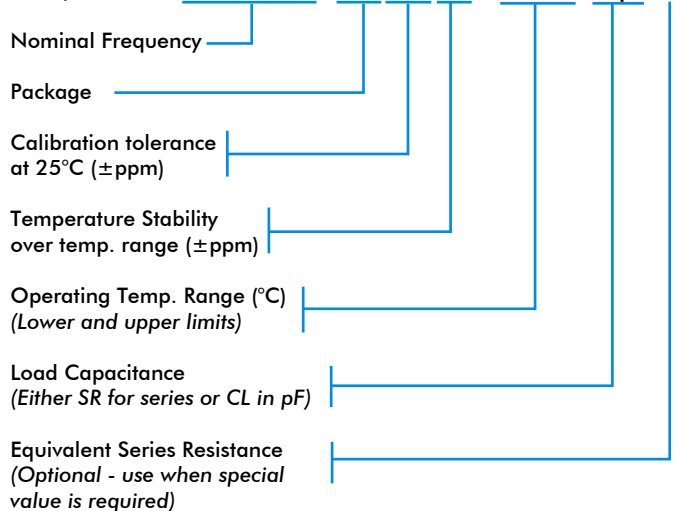 Nominal Frequency
Package
Calibration tolerance
at 25°C (±ppm)
Temperature Stability
over temp. range (±ppm)
Operating Temp. Range (°C)
(Lower and upper limits)
Load Capacitance
(Either SR for series or CL in pF)
Equivalent Series Resistance
(Optional - use when special
value is required)